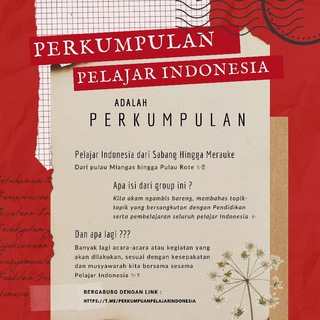 PERKUMPULAN
PELAJAR INDONESIA
ADALAH
PERKUMPULAN
Pelajar Indonesia dari Sabang Hingga Merauke
Dari pulau Miangas hingga Pulau Rote
Apa isi dari group ini ?
Kita akan ngambis bareng, membahas topik-
topik yang bersangkutan dengan Pendidikan
serta pembelajaran seluruh pelajar Indonesia
Dan apa lagi ???
Banyak lagi acara-acara atau kegiatan yang
akan dilakukan, sesuai dengan kesepakatan
dan musyawarah kita bersama sesama
Pelajar Indonesia
BERGABUBG DENGAN LINK :
HTTPS://T.ME/PERKUMPUANPELAJARINDONESIA